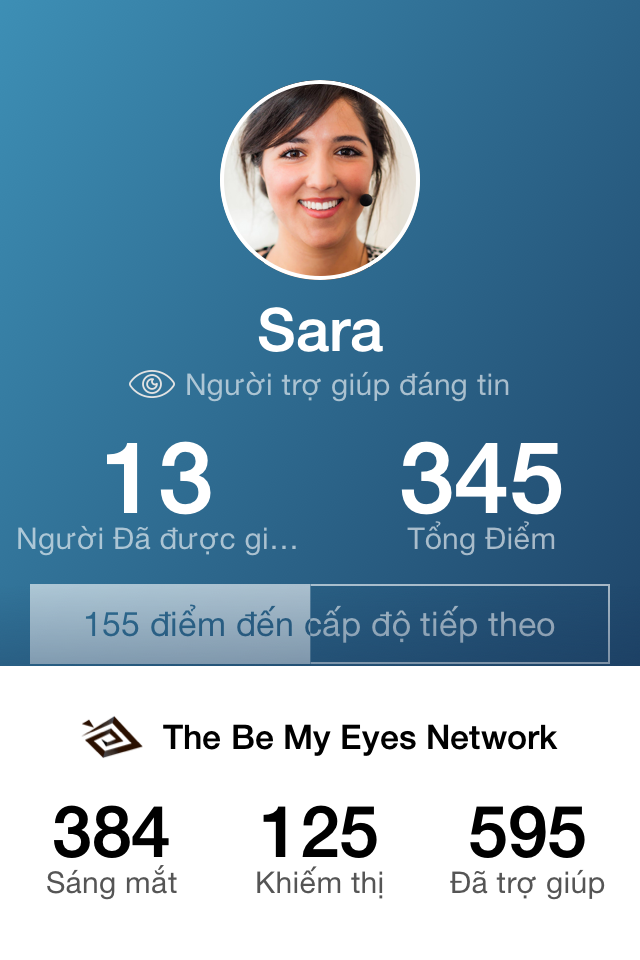 Sara
Người trợ giúp đáng tin
13 345
Người Đã được gi... Tổng Điểm
155 điểm đến cấp độ tiếp theo
The Be My Eyes Network
384 125 595
Sáng mắt Khiếm thị Đã trợ giúp